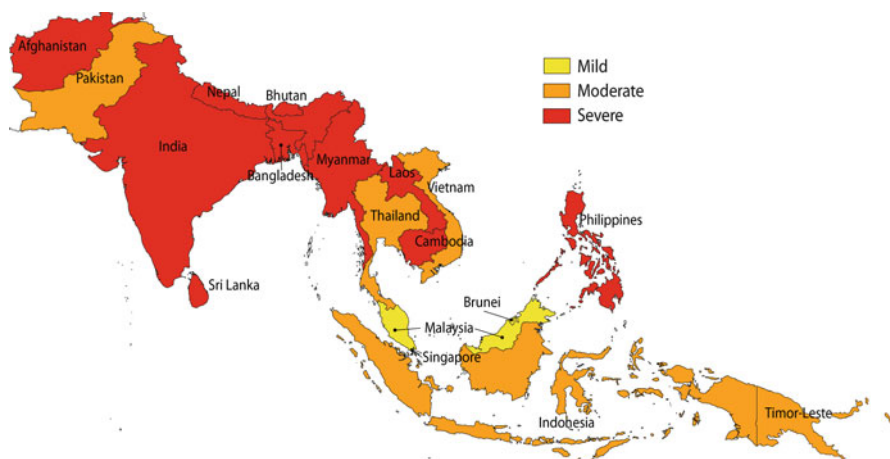 Afghanistan
Pakistan
Nepal
Bhutan
India
Bangladesh
Myanmar
Laos
Vietnam
Thailand
Cambodia
Sri Lanka
Philippines
Brunei
Malaysia
Singapore
Indonesia
Timor-Leste
Mild
Moderate
Severe